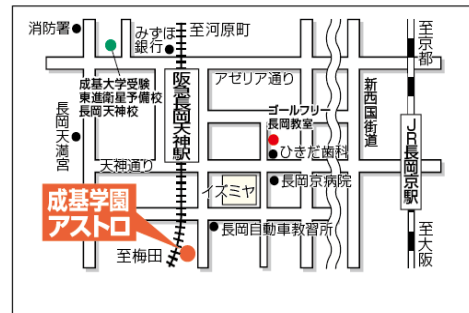 消防署
みずほ
銀行
至河原町
至京都
成基大学受験
東進衛星予備校
長岡天神校
阪急長岡天神駅
アゼリア通り
ゴールフリー
長岡教室
新西国街道
長岡天満宮
ひきだ歯科
JR長岡京駅
天神通り
イズミヤ
長岡京病院
成基学園
アストロ
長岡自動車教習所
至梅田
至大阪